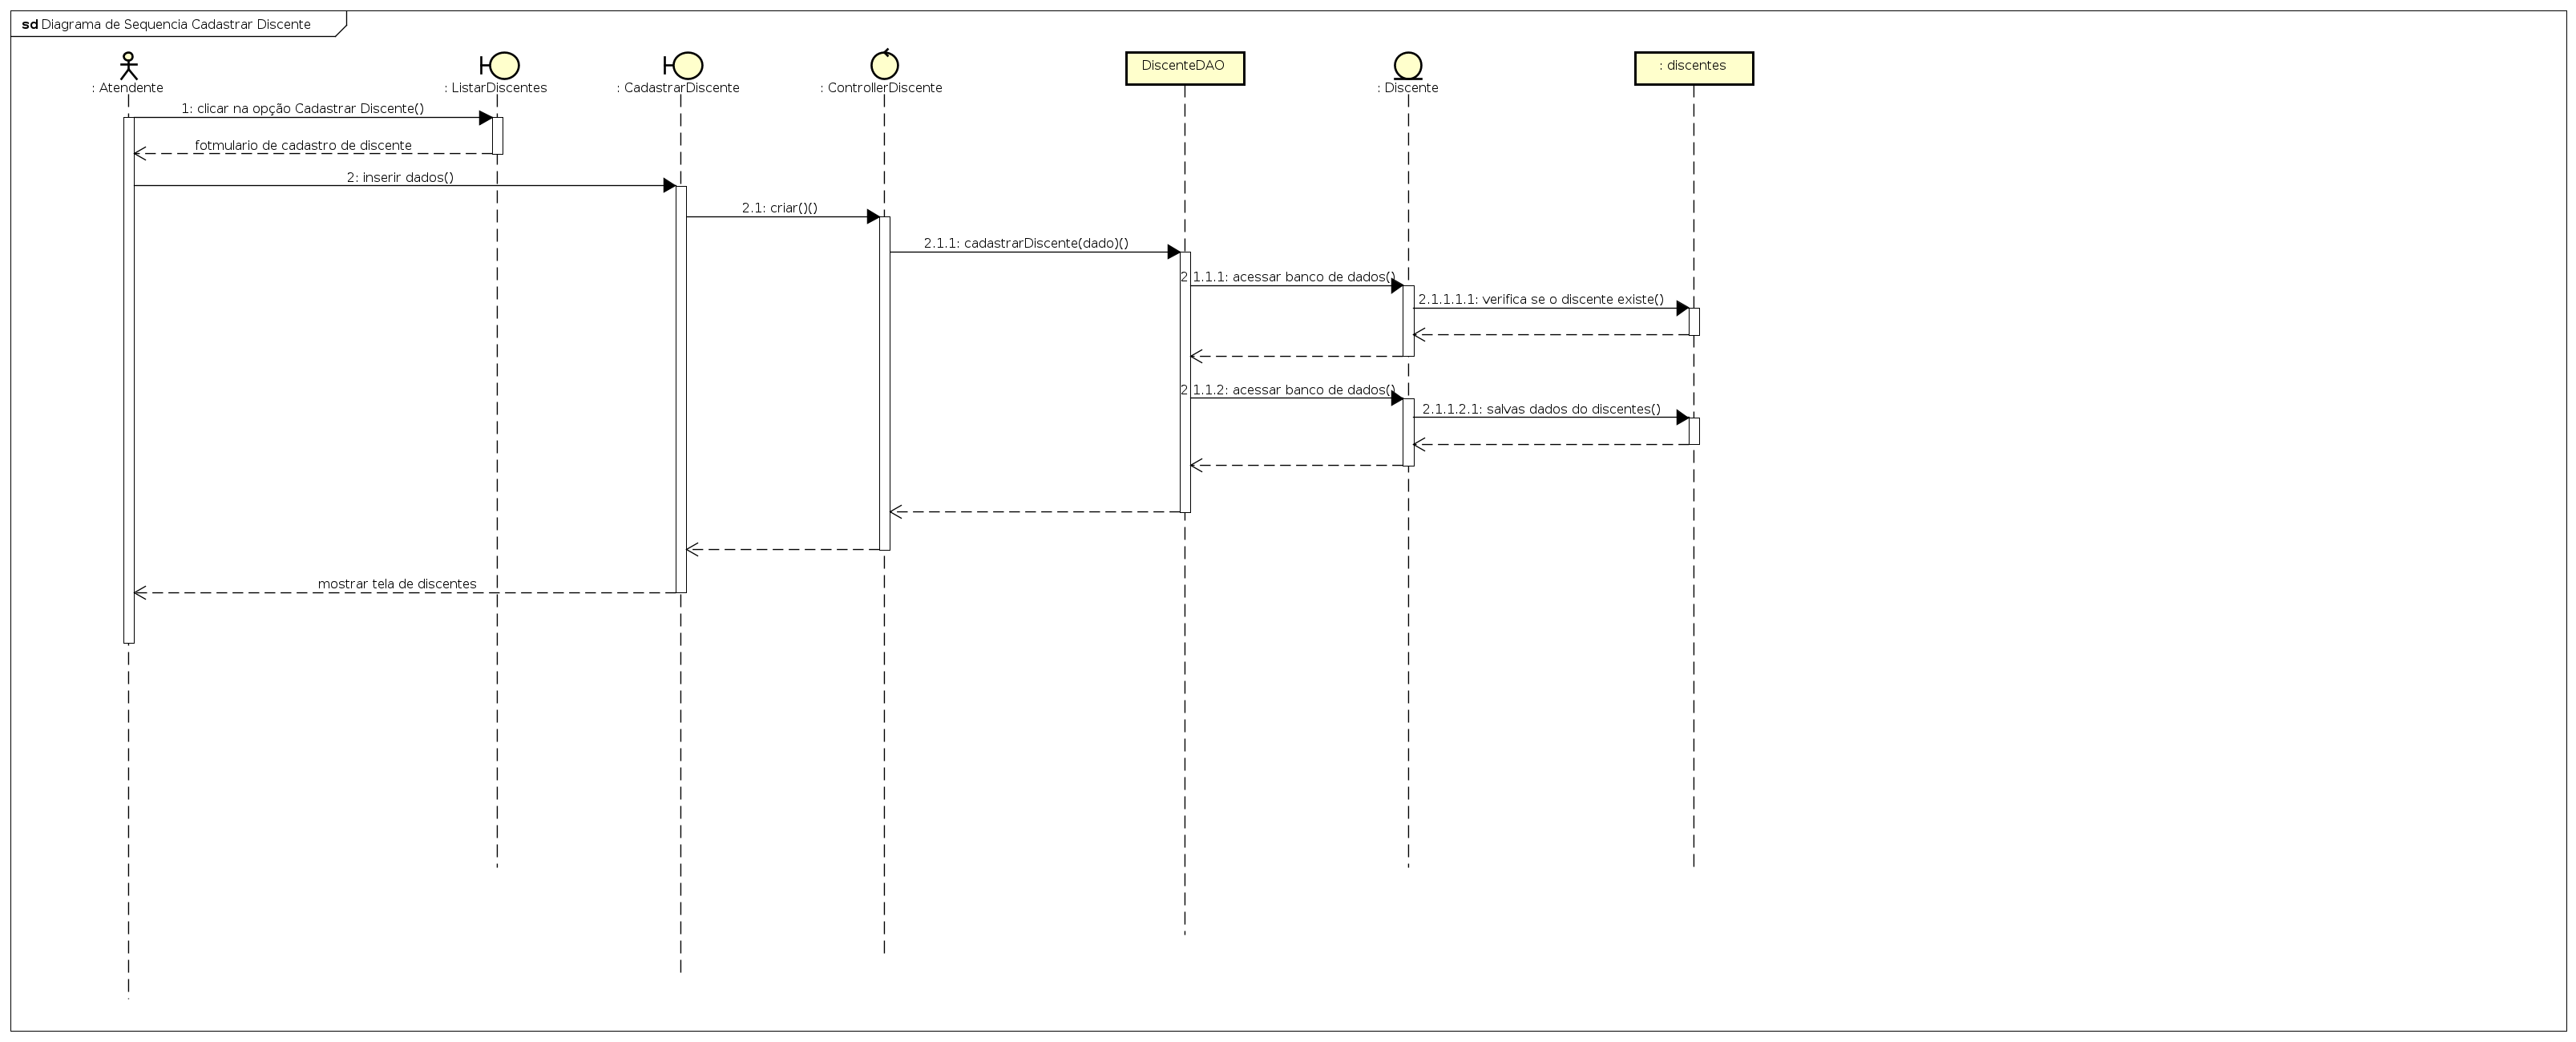 sd Diagrama de Sequencia Cadastrar Discente
: Atendente
: ListarDiscentes
: CadastrarDiscente
: ControllerDiscente
DiscenteDAO
: Discente
: discentes
1: clicar na opção Cadastrar Discente()
fotmulario de cadastro de discente
2: inserir dados()
2.1: criar()()
2.1.1: cadastrarDiscente(dado)()
2.1.1.1: acessar banco de dados()
2.1.1.1.1: verifica se o discente existe()
2.1.1.2: acessar banco de dados()
2.1.1.2.1: salvas dados do discentes()
mostrar tela de discentes